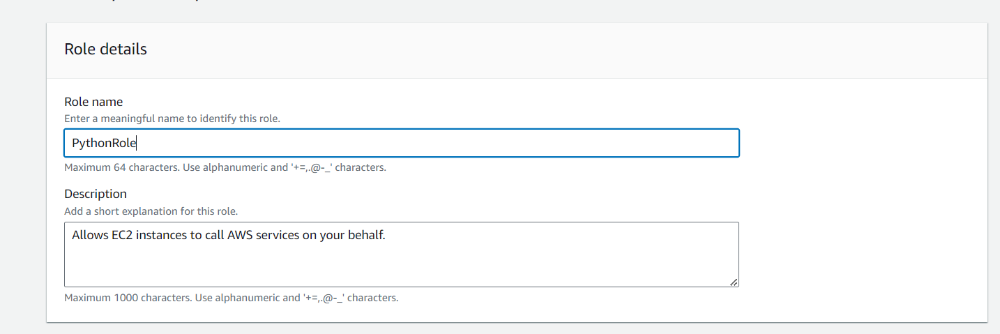 Role details
Role name
Enter a meaningful name to identify this role.
PythonRole
Maximum 64 characters. Use alphanumeric and '+=,.@-_' characters.
Description
Add a short explanation for this role.
Allows EC2 instances to call AWS services on your behalf.
Maximum 1000 characters. Use alphanumeric and '+=,.@-_' characters.